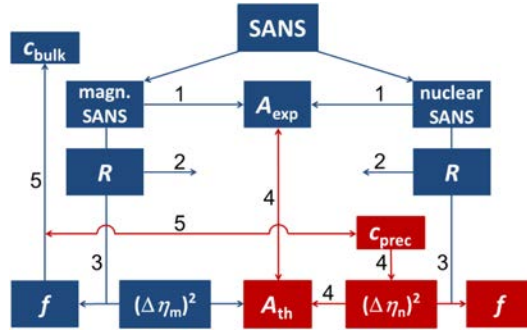 SANS
c_bulk
magn.
SANS
1
A_exp
1
nuclear
SANS
R
2
2
R
5
4
5
c_prec
3
4
3
f
(Δη_m)²
A_th
4
(Δη_n)²
f